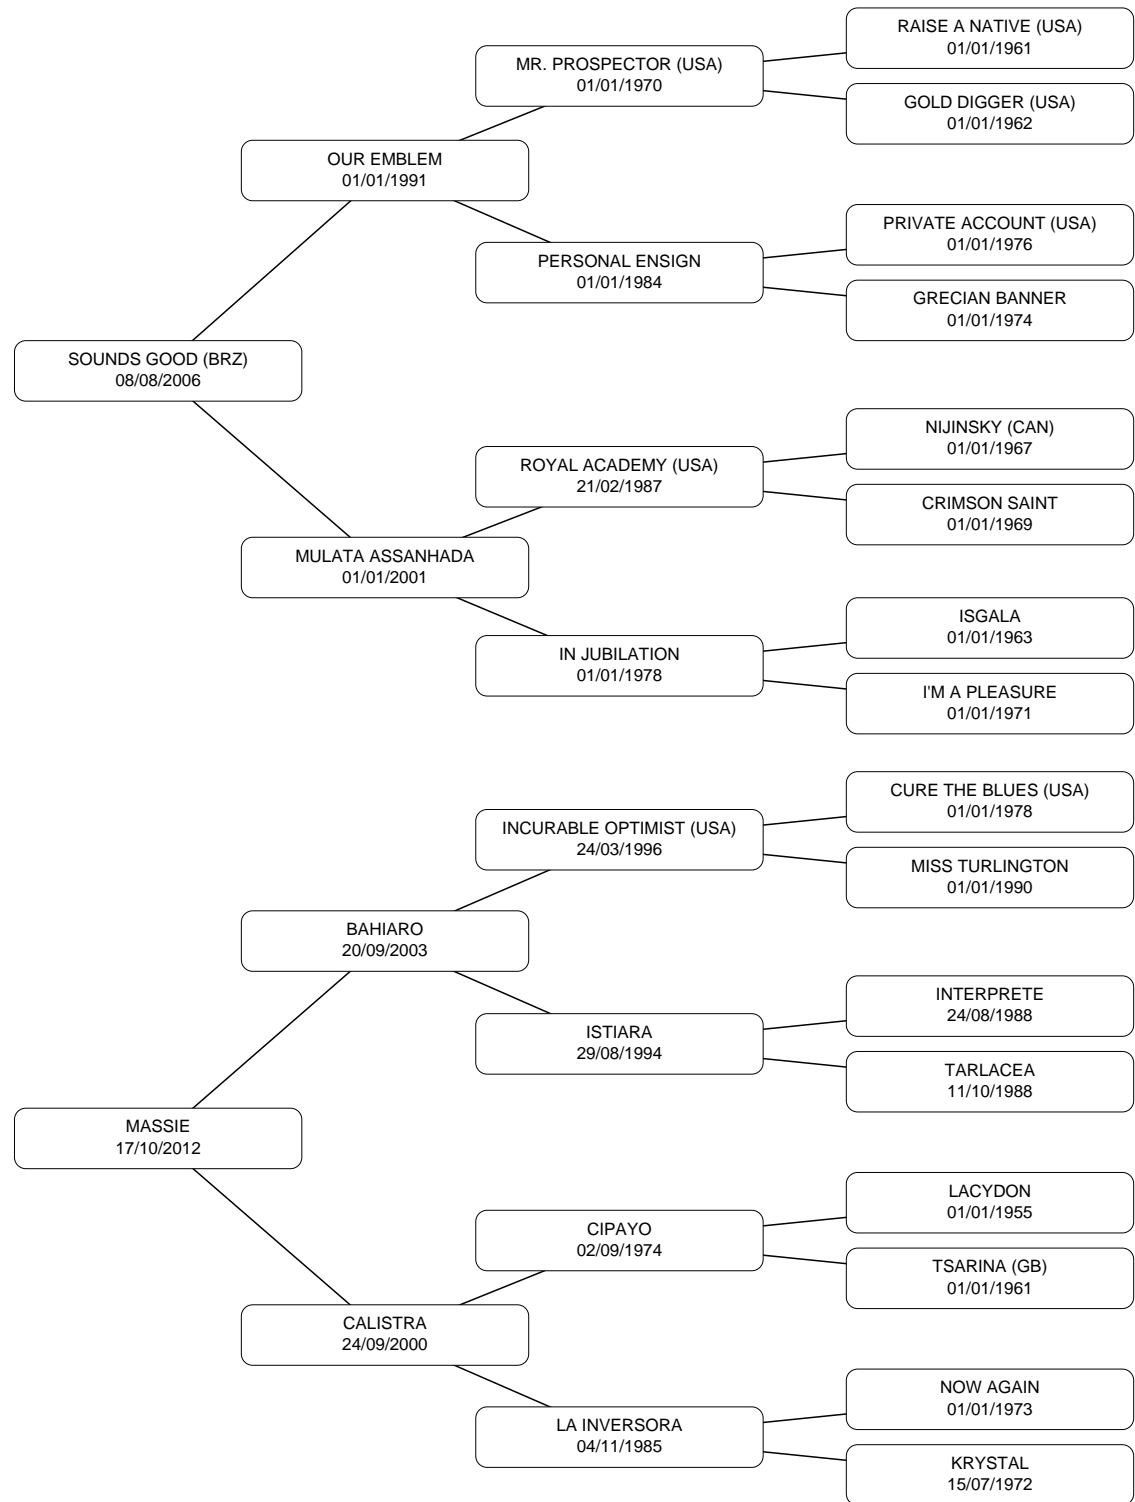 RAISE A NATIVE (USA)
01/01/1961
MR. PROSPECTOR (USA)
01/01/1970
GOLD DIGGER (USA)
01/01/1962
OUR EMBLEM
01/01/1991
PRIVATE ACCOUNT (USA)
01/01/1976
PERSONAL ENSIGN
01/01/1984
GRECIAN BANNER
01/01/1974
SOUNDS GOOD (BRZ)
08/08/2006
NIJINSKY (CAN)
01/01/1967
ROYAL ACADEMY (USA)
21/02/1987
CRIMSON SAINT
01/01/1969
MULATA ASSANHADA
01/01/2001
ISGALA
01/01/1963
IN JUBILATION
01/01/1978
I'M A PLEASURE
01/01/1971
CURE THE BLUES (USA)
01/01/1978
INCURABLE OPTIMIST (USA)
24/03/1996
MISS TURLINGTON
01/01/1990
BAHIARO
20/09/2003
INTERPRETE
24/08/1988
ISTIARA
29/08/1994
TARLACEA
11/10/1988
MASSIE
17/10/2012
LACYDON
01/01/1955
CIPAYO
02/09/1974
TSARINA (GB)
01/01/1961
CALISTRA
24/09/2000
NOW AGAIN
01/01/1973
LA INVERSORA
04/11/1985
KRYSTAL
15/07/1972